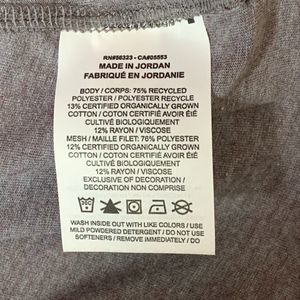 RN#56323 - CA#05553
MADE IN JORDAN
FABRIQUÉ EN JORDANIE
BODY / CORPS: 75% RECYCLED
POLYESTER / POLYESTER RECYCLE
13% CERTIFIED ORGANICALLY GROWN
COTTON / COTON CERTIFIÉ AVOIR ÉTÉ
CULTIVÉ BIOLOGIQUEMENT
12% RAYON / VISCOSE
MESH / MAILLE FILET: 76% POLYESTER
12% CERTIFIED ORGANICALLY GROWN
COTTON / COTON CERTIFIÉ AVOIR ÉTÉ
CULTIVÉ BIOLOGIQUEMENT
12% RAYON / VISCOSE
EXCLUSIVE OF DECORATION /
DECORATION NON COMPRISE
WASH INSIDE OUT WITH LIKE COLORS / USE
MILD POWDERED DETERGENT / DO NOT USE
SOFTENERS / REMOVE IMMEDIATELY / DO